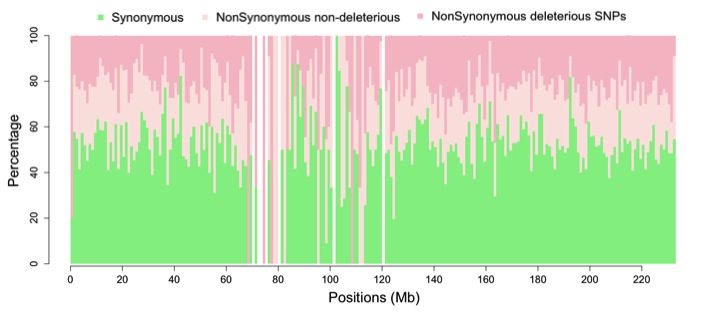 Synonymous NonSynonymous non-deleterious NonSynonymous deleterious SNPs
100
80
60
40
20
0
Percentage
0 20 40 60 80 100 120 140 160 180 200 220
Positions (Mb)